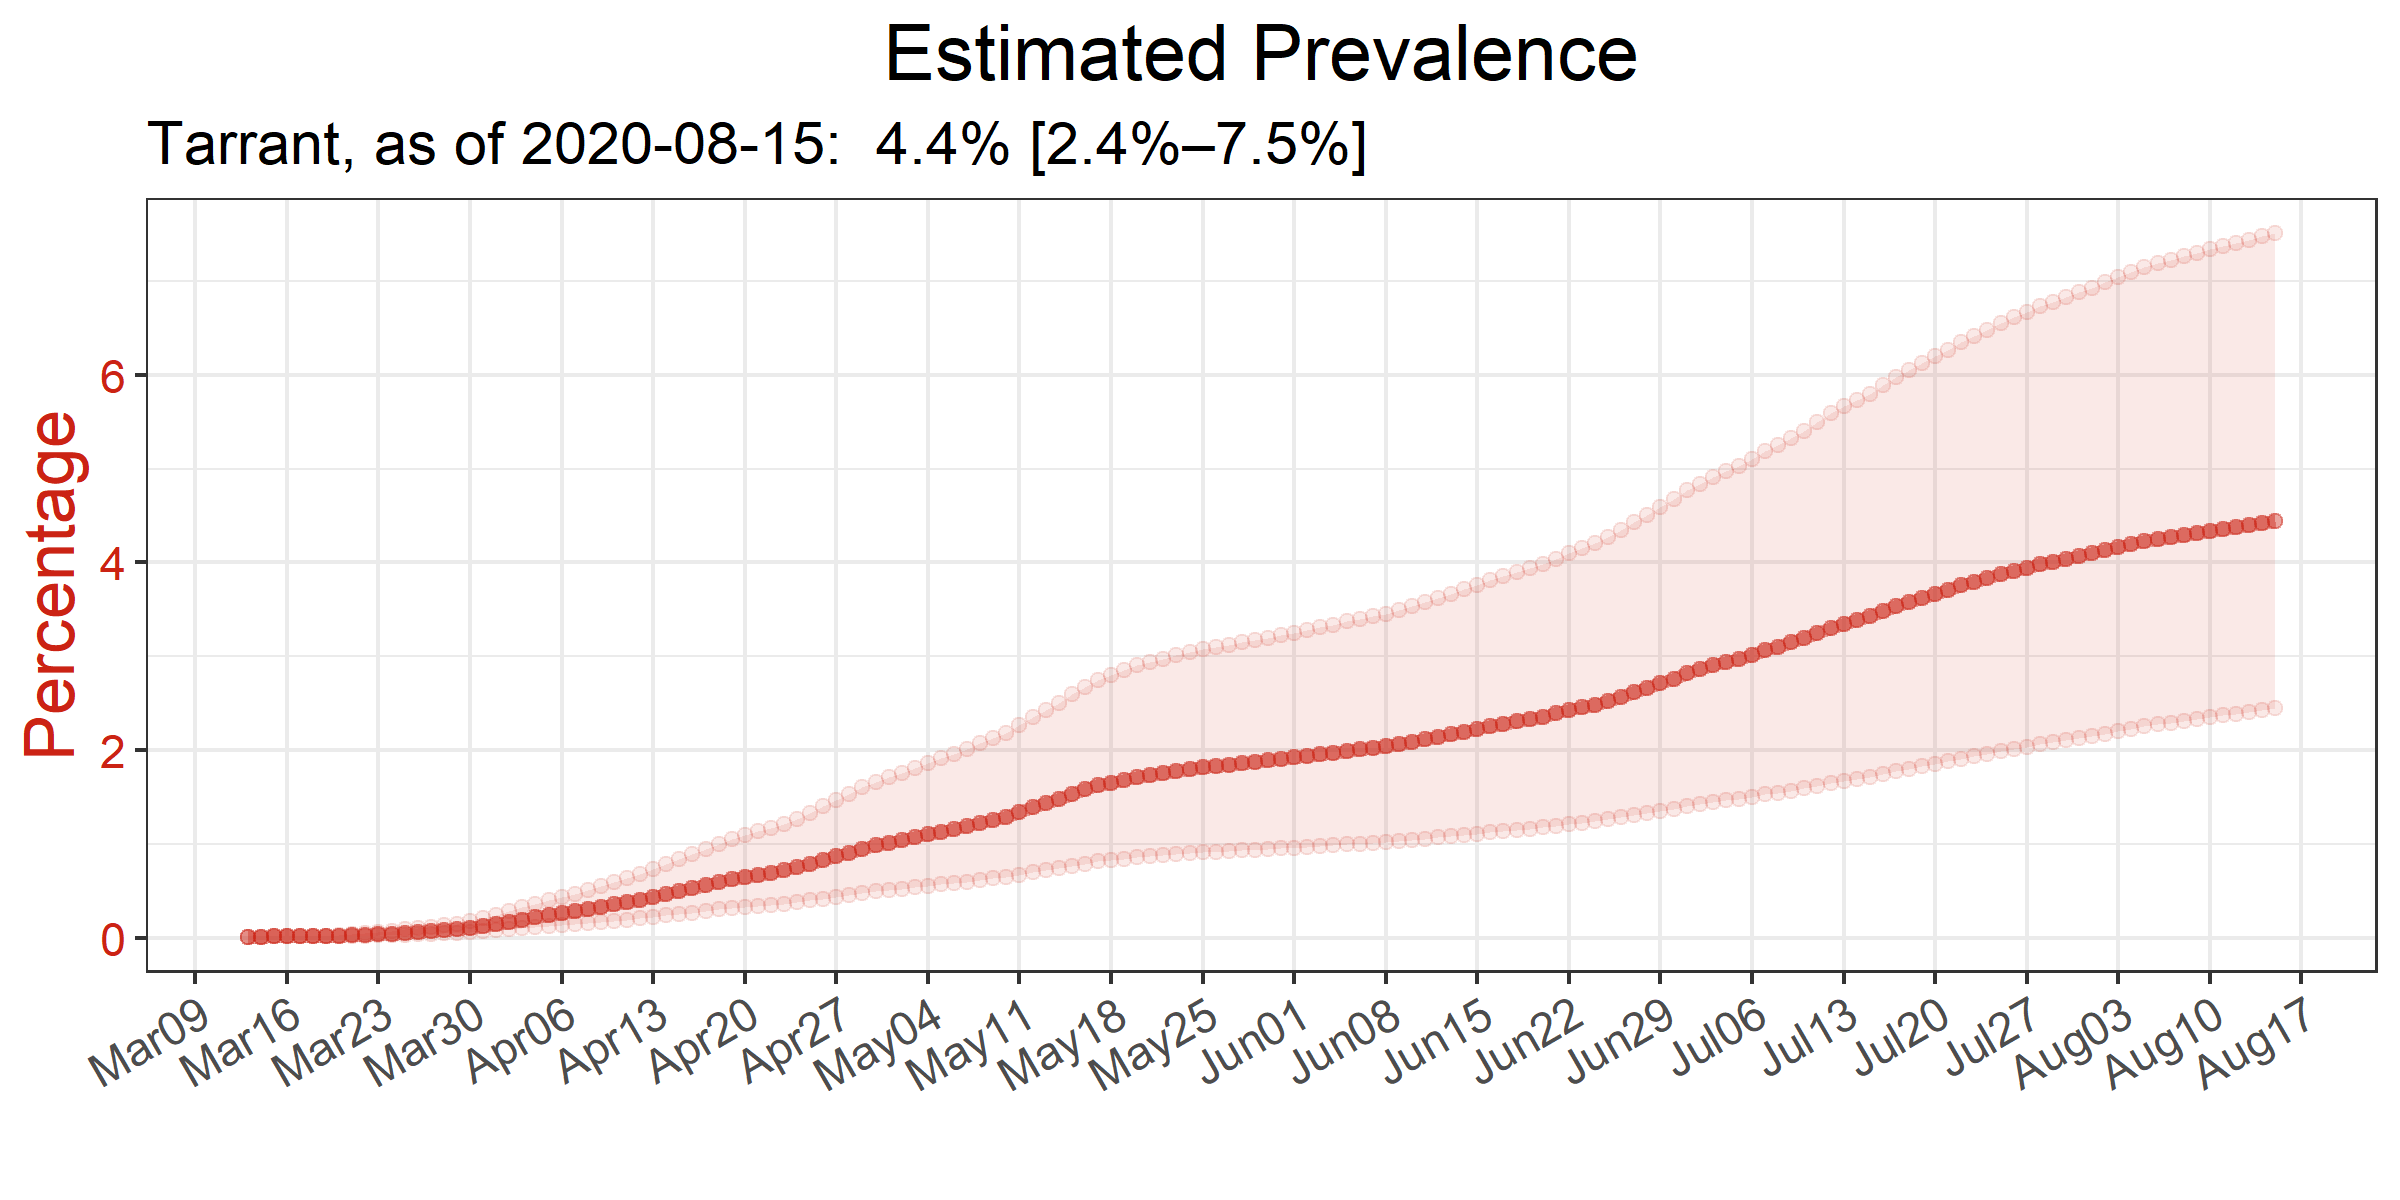 Estimated Prevalence
Tarrant, as of 2020-08-15:  4.4% [2.4%–7.5%]
Percentage
6
4
2
0
Mar09
Mar16
Mar23
Mar30
Apr06
Apr13
Apr20
Apr27
May04
May11
May18
May25
Jun01
Jun08
Jun15
Jun22
Jun29
Jul06
Jul13
Jul20
Jul27
Aug03
Aug10
Aug17